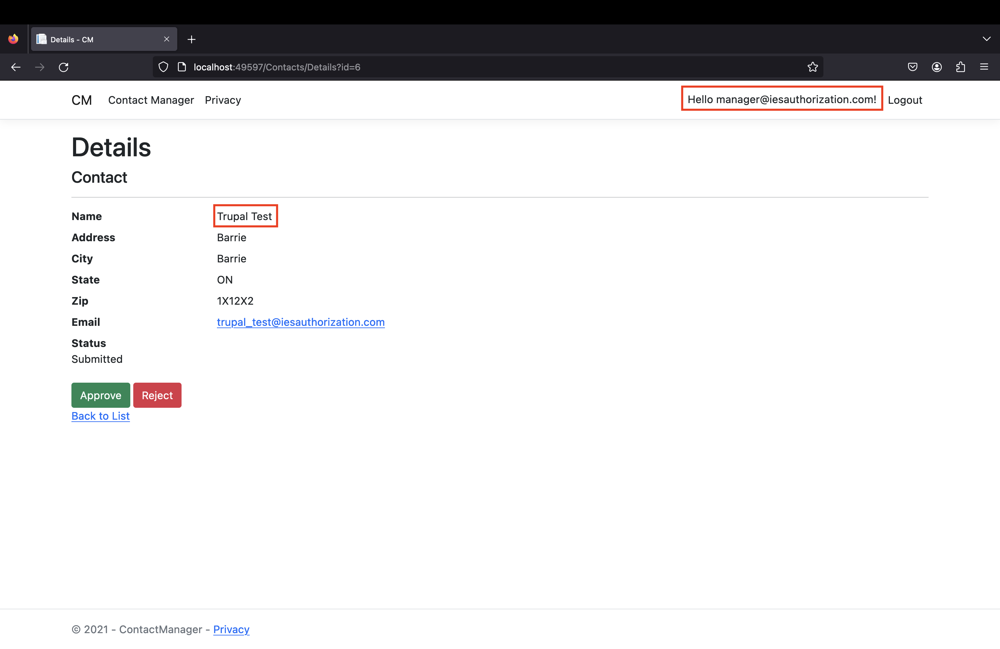 Details - CM
localhost:49597/Contacts/Details?id=6
CM Contact Manager Privacy Hello manager@iesauthorization.com! Logout
Details
Contact
Name Trupal Test
Address Barrie
City Barrie
State ON
Zip 1X12X2
Email trupal_test@iesauthorization.com
Status
Submitted
Approve Reject
Back to List
© 2021 - ContactManager - Privacy